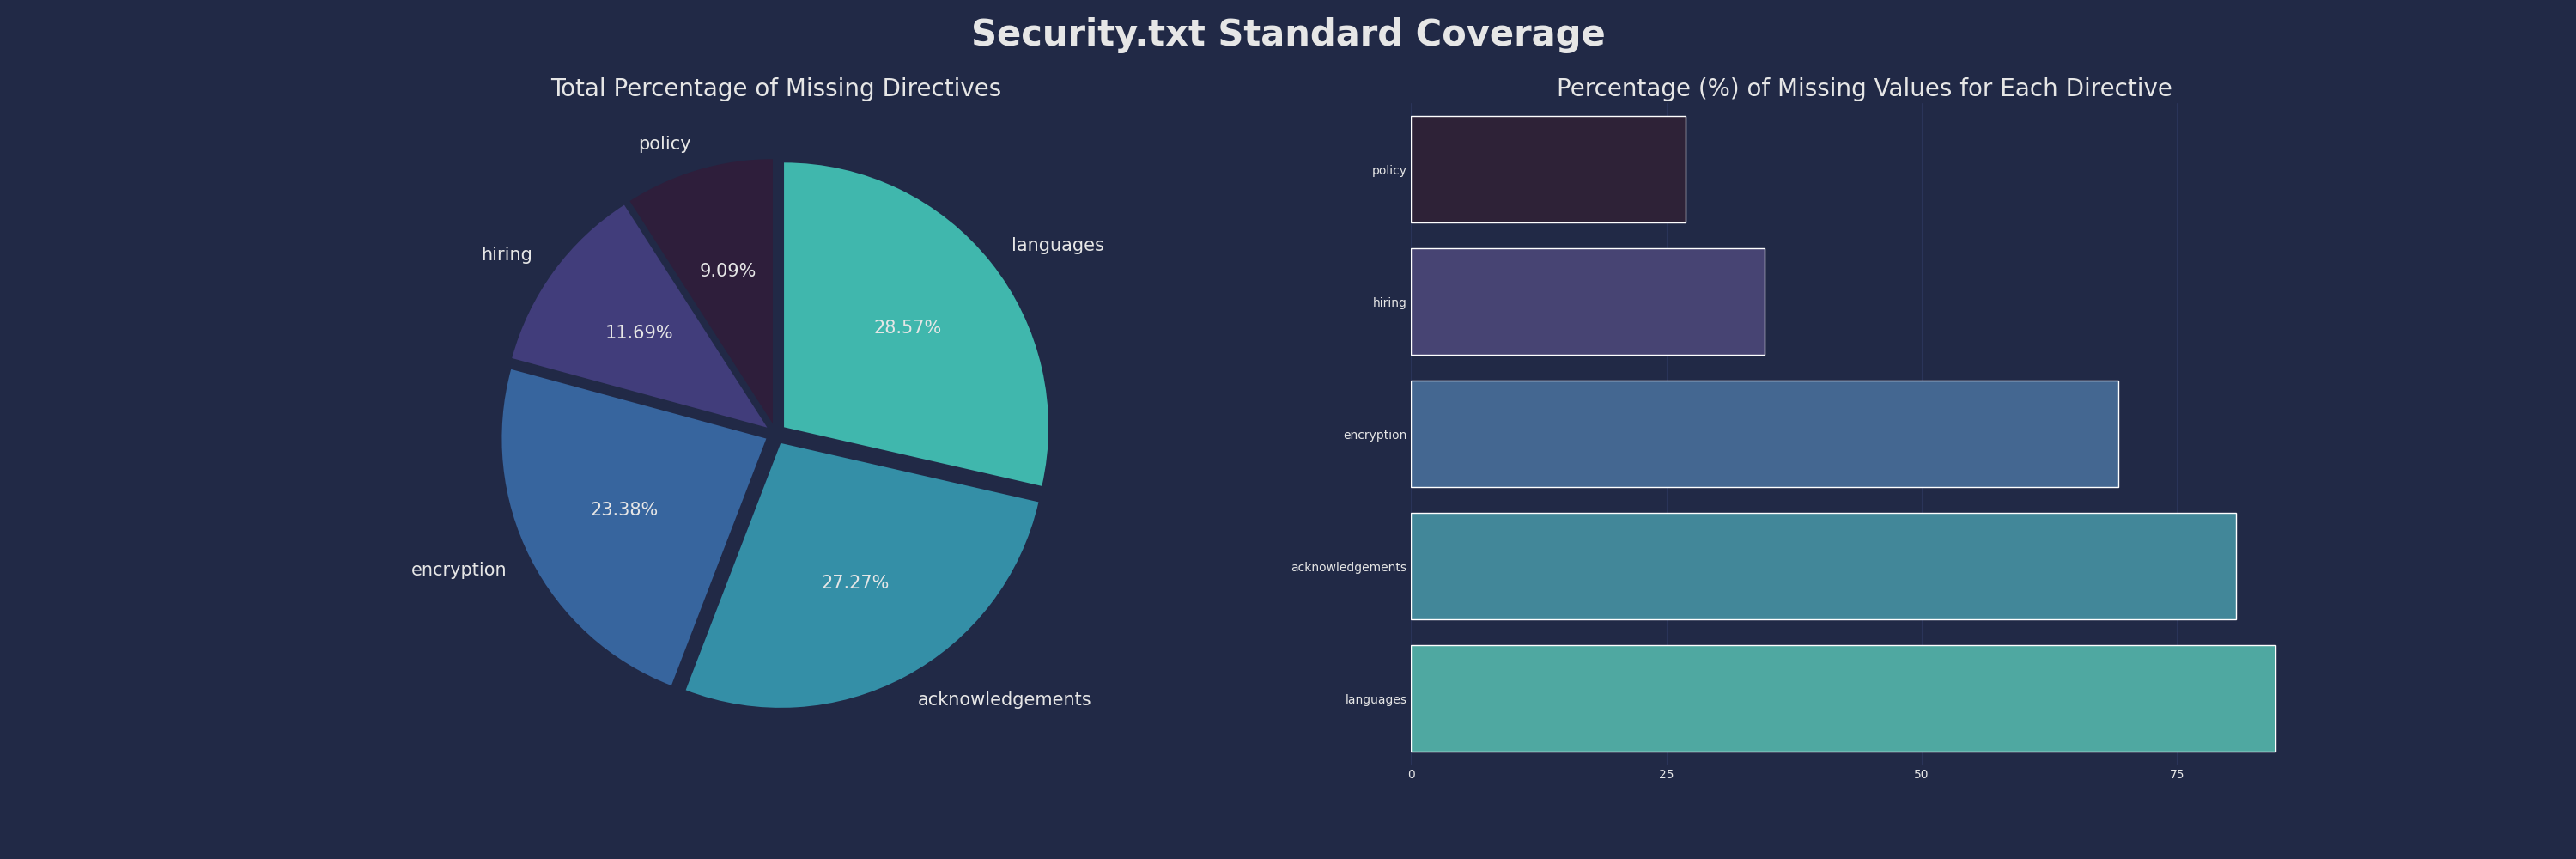 Security.txt Standard Coverage
Total Percentage of Missing Directives
policy
hiring
languages
9.09%
28.57%
11.69%
23.38%
encryption
27.27%
acknowledgements
Percentage (%) of Missing Values for Each Directive
policy
hiring
encryption
acknowledgements
languages
0 25 50 75